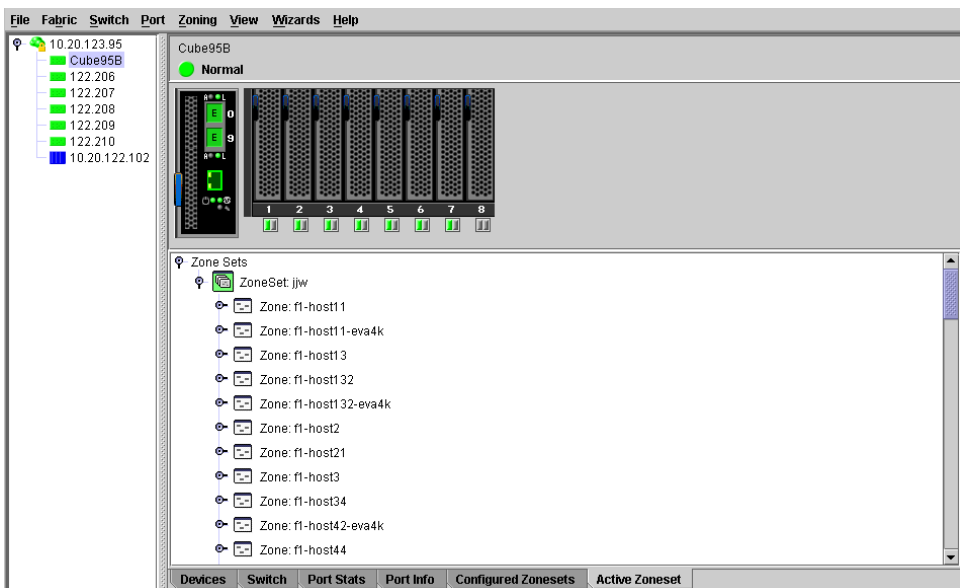 File Fabric Switch Port Zoning View Wizards Help
10.20.123.95
Cube95B
122.206
122.207
122.208
122.209
122.210
10.20.122.102
Cube95B
Normal
A L
E 0
E 9
A L
1 2 3 4 5 6 7 8
Zone Sets
ZoneSet: jjw
Zone: f1-host11
Zone: f1-host11-eva4k
Zone: f1-host13
Zone: f1-host132
Zone: f1-host132-eva4k
Zone: f1-host2
Zone: f1-host21
Zone: f1-host3
Zone: f1-host34
Zone: f1-host42-eva4k
Zone: f1-host44
Devices Switch Port Stats Port Info Configured Zonesets Active Zoneset